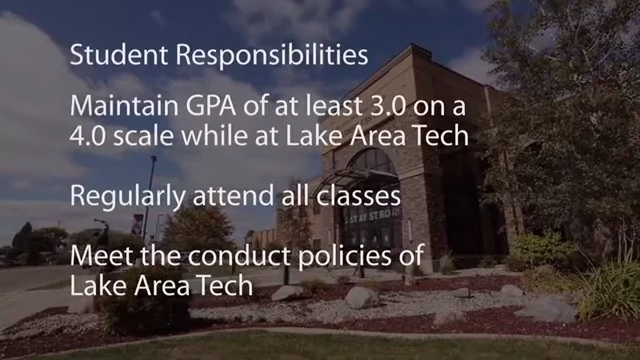 Student Responsibilities
Maintain GPA of at least 3.0 on a
4.0 scale while at Lake Area Tech
Regularly attend all classes
Meet the conduct policies of
Lake Area Tech